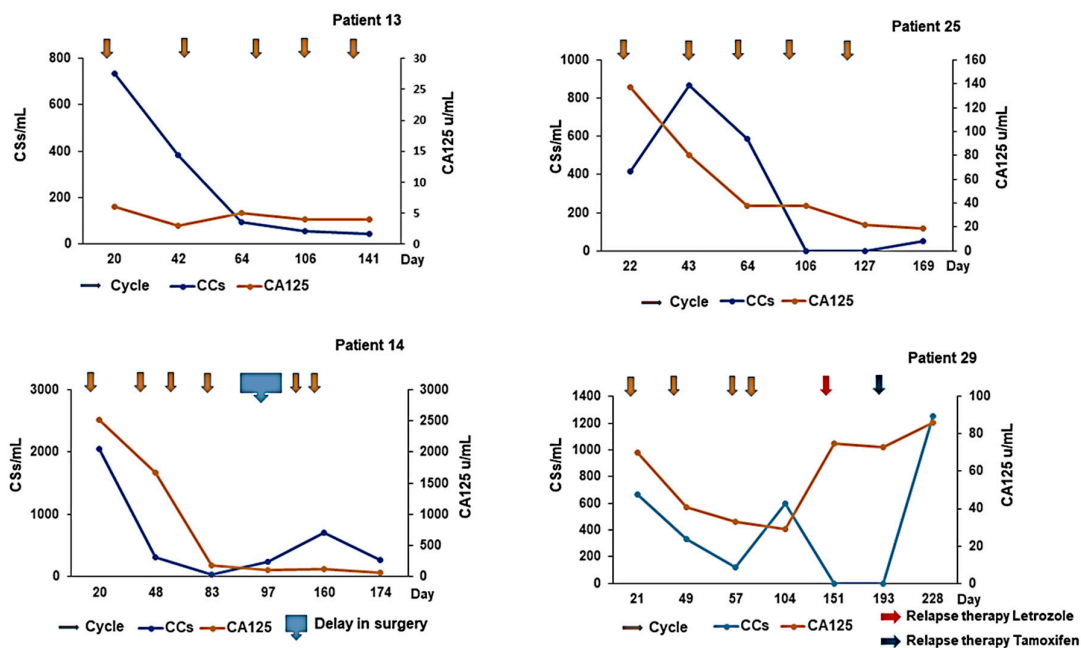 Patient 13
800
600
400
200
0
CSs/mL
30
25
20
15
10
5
0
CA125 u/mL
20 42 64 106 141 Day
Cycle CCs CA125
Patient 25
1000
800
600
400
200
0
CSs/mL
160
140
120
100
80
60
40
20
0
CA125 u/mL
22 43 64 106 127 169 Day
Cycle CCs CA125
Patient 14
3000
2000
1000
0
CSs/mL
3000
2500
2000
1500
1000
500
0
CA125 u/mL
20 48 83 97 160 174 Day
Cycle CCs CA125 Delay in surgery
Patient 29
1400
1200
1000
800
600
400
200
0
CSs/mL
100
80
60
40
20
0
CA125 u/mL
21 49 57 104 151 193 228 Day
Cycle CCs CA125
Relapse therapy Letrozole
Relapse therapy Tamoxifen